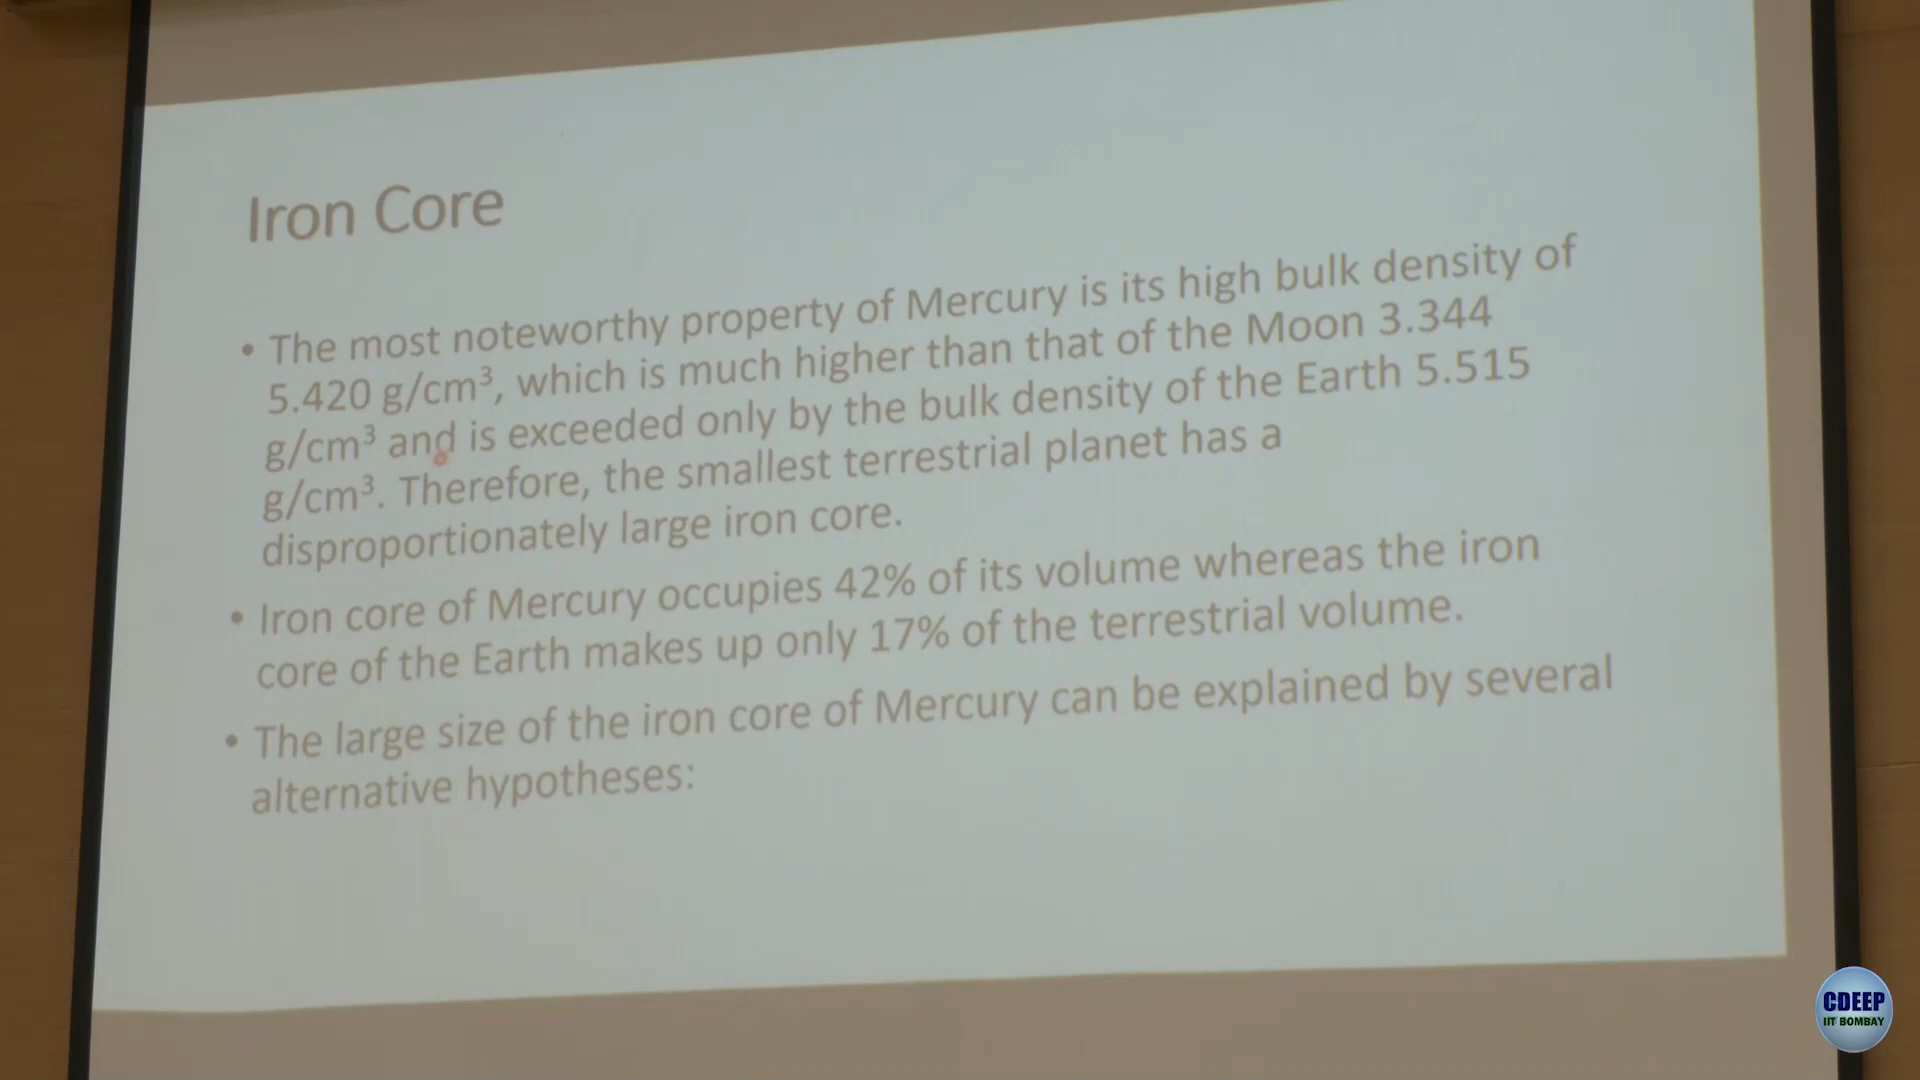 Iron Core
• The most noteworthy property of Mercury is its high bulk density of
5.420 g/cm³, which is much higher than that of the Moon 3.344
g/cm³ and is exceeded only by the bulk density of the Earth 5.515
g/cm³. Therefore, the smallest terrestrial planet has a
disproportionately large iron core.
• Iron core of Mercury occupies 42% of its volume whereas the iron
core of the Earth makes up only 17% of the terrestrial volume.
• The large size of the iron core of Mercury can be explained by several
alternative hypotheses:
CDEEP
IIT BOMBAY